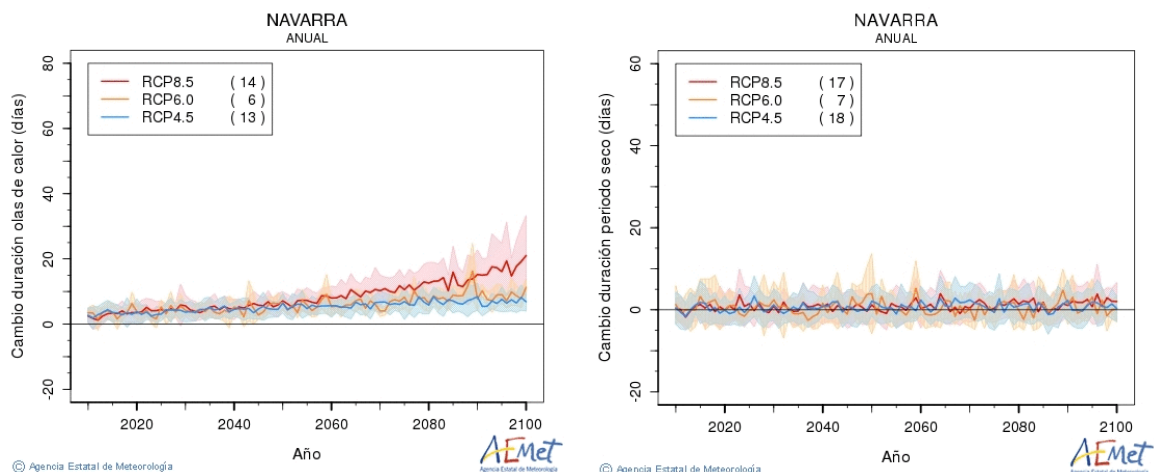 NAVARRA
ANUAL
Cambio duración olas de calor (días)
80
60
40
20
0
-20
RCP8.5 ( 14 )
RCP6.0 ( 6 )
RCP4.5 ( 13 )
2020 2040 2060 2080 2100
Año
© Agencia Estatal de Meteorología
AEMet
Agencia Estatal de Meteorología
NAVARRA
ANUAL
Cambio duración periodo seco (días)
60
40
20
0
-20
RCP8.5 ( 17 )
RCP6.0 ( 7 )
RCP4.5 ( 18 )
2020 2040 2060 2080 2100
Año
© Agencia Estatal de Meteorología
AEMet
Agencia Estatal de Meteorología